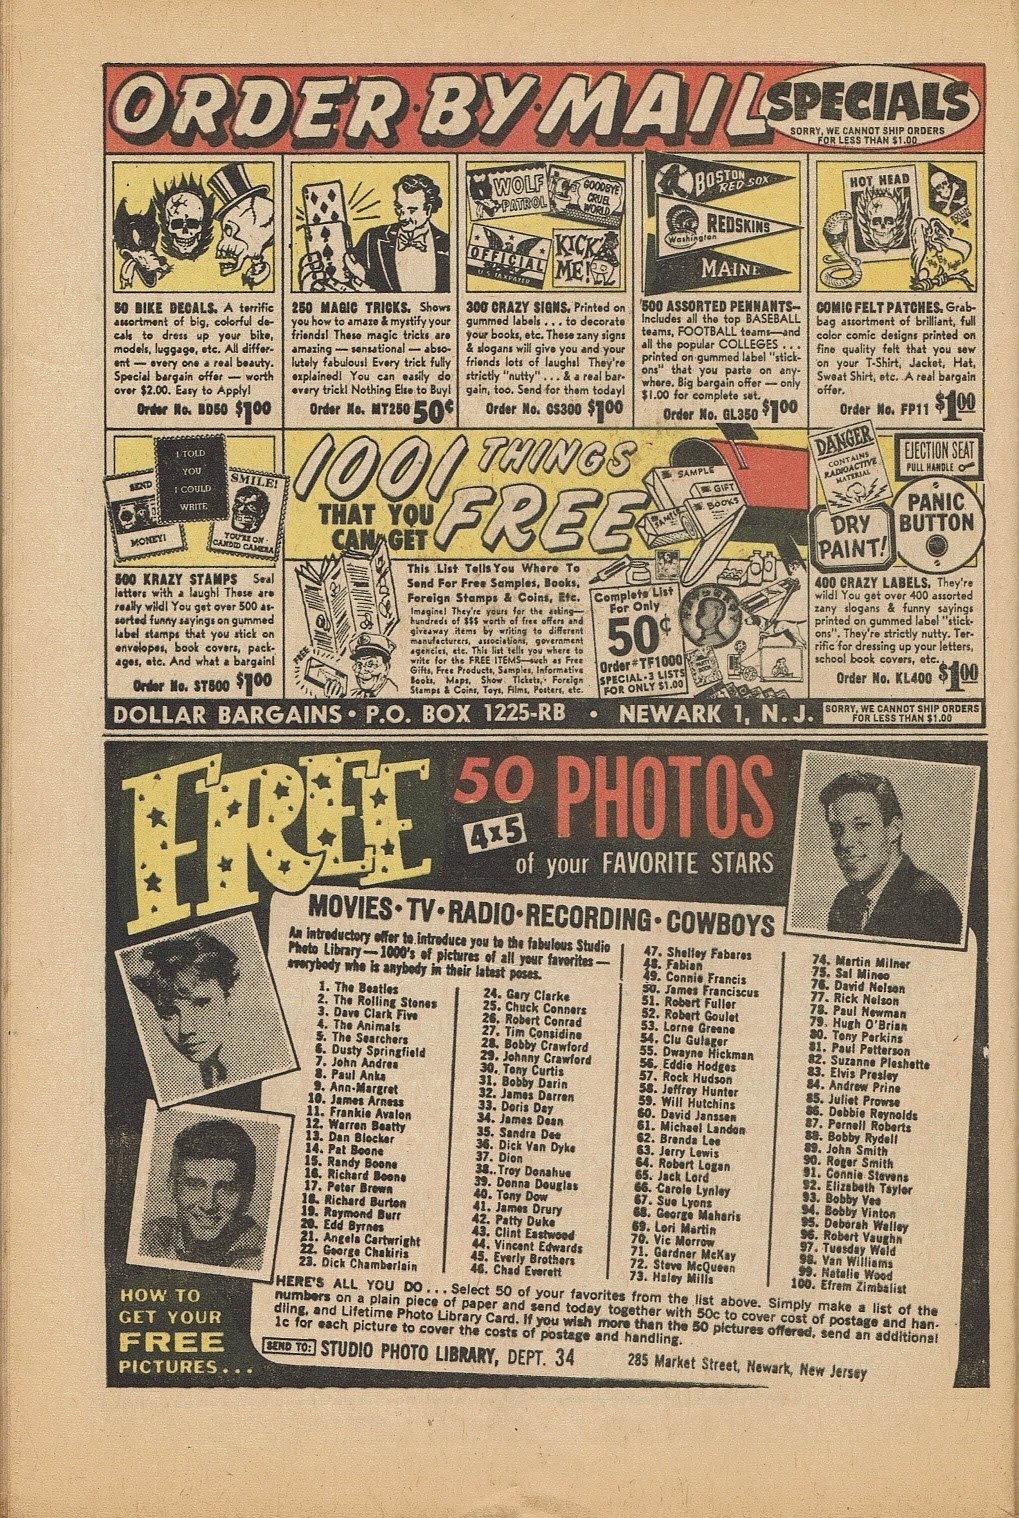 ORDER·BY·MAIL SPECIALS
SORRY, WE CANNOT SHIP ORDERS
FOR LESS THAN $1.00
50 BIKE DECALS. A terrific
assortment of big, colorful de-
cals to dress up your bike,
models, luggage, etc. All differ-
ent — every one a real beauty.
Special bargain offer — worth
over $2.00. Easy to Apply!
Order No. BD50 $1.00
250 MAGIC TRICKS. Shows
you how to amaze & mystify your
friends! These magic tricks are
amazing — sensational — abso-
lutely fabulous! Every trick fully
explained! You can easily do
every trick! Nothing Else to Buy!
Order No. MT250 50¢
WOLF
PATROL
GOODBYE
CRUEL
WORLD
OFFICIAL
U.S. TAXPAYER
KICK
ME!
300 CRAZY SIGNS. Printed on
gummed labels . . . to decorate
your books, etc. These zany signs
& slogans will give you and your
friends lots of laughs! They're
strictly "nutty" . . . & a real bar-
gain, too. Send for them today!
Order No. GS300 $1.00
BOSTON
RED SOX
REDSKINS
Washington
MAINE
500 ASSORTED PENNANTS—
Includes all the top BASEBALL
teams, FOOTBALL teams—and
all the popular COLLEGES . . .
printed on gummed label "stick-
ons" that you paste on any-
where. Big bargain offer — only
$1.00 for complete set.
Order No. GL350 $1.00
HOT HEAD
COMIC FELT PATCHES. Grab-
bag assortment of brilliant, full
color comic designs printed on
fine quality felt that you sew
on your T-Shirt, Jacket, Hat,
Sweat Shirt, etc. A real bargain
offer.
Order No. FP11 $1.00
SEND
MONEY!
I TOLD
YOU
I COULD
WRITE
SMILE!
YOU'RE ON
CANDID CAMERA
500 KRAZY STAMPS Seal
letters with a laugh! These are
really wild! You get over 500 as-
sorted funny sayings on gummed
label stamps that you stick on
envelopes, book covers, pack-
ages, etc. And what a bargain!
Order No. ST500 $1.00
1001 THINGS
THAT YOU
CAN GET
FREE
SAMPLE
GIFT
BOOKS
SAMPLE
FREE
This List Tells You Where To
Send For Free Samples, Books,
Foreign Stamps & Coins, Etc.
Imagine! They're yours for the asking—
hundreds of $$$ worth of free offers and
giveaway items by writing to different
manufacturers, associations, government
agencies, etc. This list tells you where to
write for the FREE ITEMS—such as Free
Gifts, Free Products, Samples, Informative
Books, Maps, Show Tickets, Foreign
Stamps & Coins, Toys, Films, Posters, etc.
Complete List
For Only
50¢
Order #TF1000
SPECIAL-3 LISTS
FOR ONLY $1.00
DANGER
CONTAINS
RADIOACTIVE
MATERIAL
EJECTION SEAT
PULL HANDLE
DRY
PAINT!
PANIC
BUTTON
400 CRAZY LABELS. They're
wild! You get over 400 assorted
zany slogans & funny sayings
printed on gummed label "stick-
ons". They're strictly nutty. Ter-
rific for dressing up your letters,
school book covers, etc.
Order No. KL400 $1.00
DOLLAR BARGAINS · P.O. BOX 1225-RB · NEWARK 1, N. J.
SORRY, WE CANNOT SHIP ORDERS
FOR LESS THAN $1.00
FREE 50 PHOTOS
4x5
of your FAVORITE STARS
MOVIES·TV·RADIO·RECORDING·COWBOYS
An introductory offer to introduce you to the fabulous Studio
Photo Library — 1000's of pictures of all your favorites —
everybody who is anybody in their latest poses.
1. The Beatles
2. The Rolling Stones
3. Dave Clark Five
4. The Animals
5. The Searchers
6. Dusty Springfield
7. John Andrea
8. Paul Anka
9. Ann-Margret
10. James Arness
11. Frankie Avalon
12. Warren Beatty
13. Dan Blocker
14. Pat Boone
15. Randy Boone
16. Richard Boone
17. Peter Brown
18. Richard Burton
19. Raymond Burr
20. Edd Byrnes
21. Angela Cartwright
22. George Chakiris
23. Dick Chamberlain
24. Gary Clarke
25. Chuck Connors
26. Robert Conrad
27. Tim Considine
28. Bobby Crawford
29. Johnny Crawford
30. Tony Curtis
31. Bobby Darin
32. James Darren
33. Doris Day
34. James Dean
35. Sandra Dee
36. Dick Van Dyke
37. Dion
38. Troy Donahue
39. Donna Douglas
40. Tony Dow
41. James Drury
42. Patty Duke
43. Clint Eastwood
44. Vincent Edwards
45. Everly Brothers
46. Chad Everett
47. Shelley Fabares
48. Fabian
49. Connie Francis
50. James Franciscus
51. Robert Fuller
52. Robert Goulet
53. Lorne Greene
54. Clu Gulager
55. Dwayne Hickman
56. Eddie Hodges
57. Rock Hudson
58. Jeffrey Hunter
59. Will Hutchins
60. David Janssen
61. Michael Landon
62. Brenda Lee
63. Jerry Lewis
64. Robert Logan
65. Jack Lord
66. Carole Lynley
67. Sue Lyons
68. George Maharis
69. Lori Martin
70. Vic Morrow
71. Gardner McKay
72. Steve McQueen
73. Haley Mills
74. Martin Milner
75. Sal Mineo
76. David Nelson
77. Rick Nelson
78. Paul Newman
79. Hugh O'Brian
80. Tony Perkins
81. Paul Petterson
82. Suzanne Pleshette
83. Elvis Presley
84. Andrew Prine
85. Juliet Prowse
86. Debbie Reynolds
87. Pernell Roberts
88. Bobby Rydell
89. John Smith
90. Roger Smith
91. Connie Stevens
92. Elizabeth Taylor
93. Bobby Vee
94. Bobby Vinton
95. Deborah Walley
96. Robert Vaughn
97. Tuesday Weld
98. Van Williams
99. Natalie Wood
100. Efrem Zimbalist
HOW TO
GET YOUR
FREE
PICTURES...
HERE'S ALL YOU DO . . . Select 50 of your favorites from the list above. Simply make a list of the
numbers on a plain piece of paper and send today together with 50c to cover cost of postage and han-
dling, and Lifetime Photo Library Card. If you wish more than the 50 pictures offered, send an additional
1c for each picture to cover the costs of postage and handling.
SEND TO: STUDIO PHOTO LIBRARY, DEPT. 34 285 Market Street, Newark, New Jersey